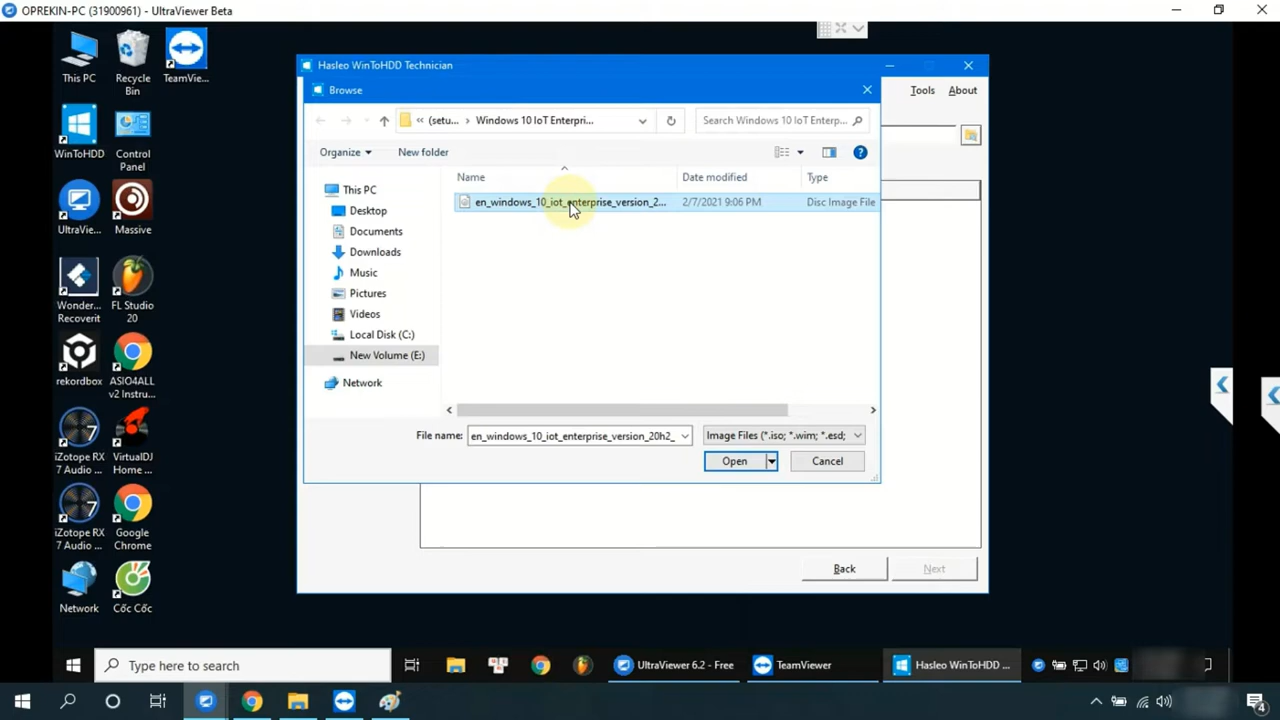 OPREKIN-PC (31900961) - UltraViewer Beta
This PC
Recycle
Bin
TeamVie...
WinToHDD
Control
Panel
UltraVie...
Massive
Wonder...
Recoverit
FL Studio
20
rekordbox
ASIO4ALL
v2 Instru...
iZotope RX
7 Audio ...
VirtualDJ
Home ...
iZotope RX
7 Audio ...
Google
Chrome
Network
Cốc Cốc
Hasleo WinToHDD Technician
Tools About
Browse
« (setu... › Windows 10 IoT Enterpri...
Search Windows 10 IoT Enterp...
Organize New folder
Name Date modified Type
en_windows_10_iot_enterprise_version_2... 2/7/2021 9:06 PM Disc Image File
This PC
Desktop
Documents
Downloads
Music
Pictures
Videos
Local Disk (C:)
New Volume (E:)
Network
File name: en_windows_10_iot_enterprise_version_20h2_ Image Files (*.iso; *.wim; *.esd;
Open Cancel
Back Next
Type here to search
UltraViewer 6.2 - Free
TeamViewer
Hasleo WinToHDD ...
4